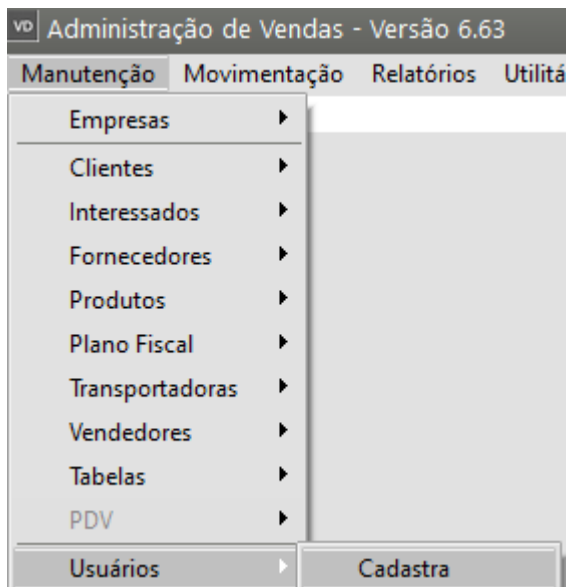 VD Administração de Vendas - Versão 6.63
Manutenção Movimentação Relatórios
Empresas
Clientes
Interessados
Fornecedores
Produtos
Plano Fiscal
Transportadoras
Vendedores
Tabelas
PDV
Usuários Cadastra